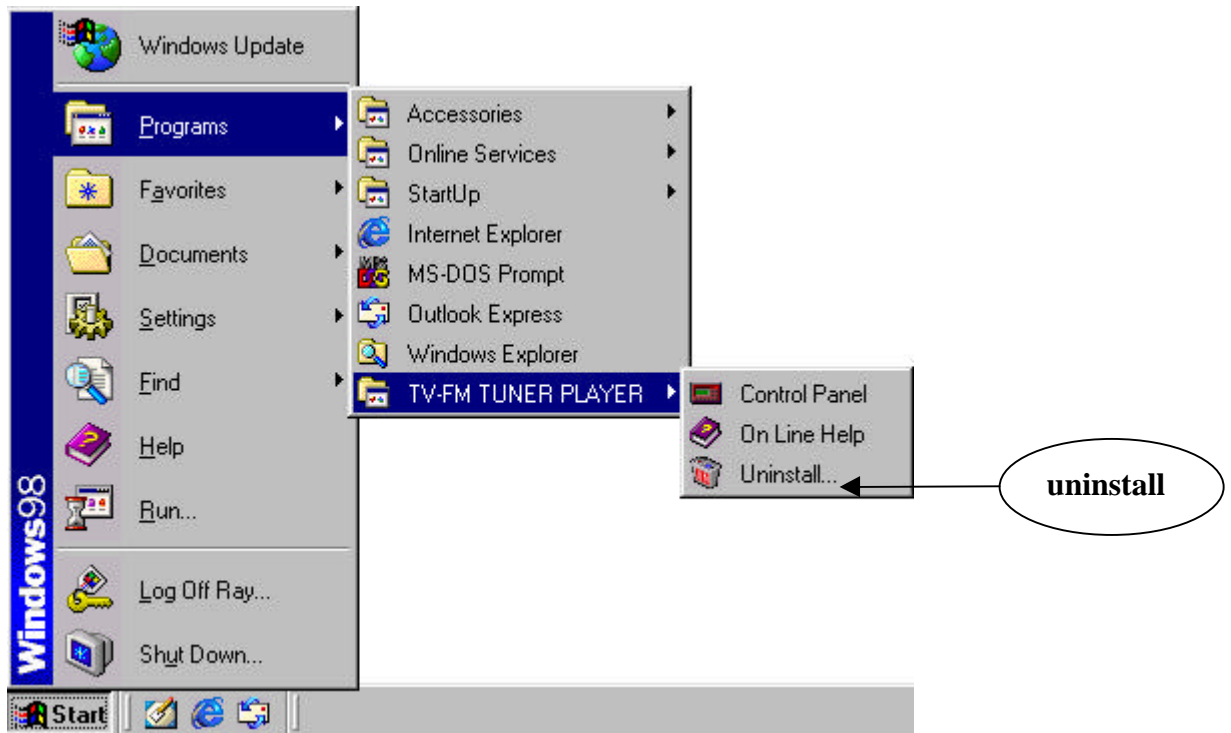 Windows Update
Programs
Favorites
Documents
Settings
Find
Help
Run...
Log Off Ray...
Shut Down...
Windows98
Start
Accessories
Online Services
StartUp
Internet Explorer
MS-DOS Prompt
Outlook Express
Windows Explorer
TV-FM TUNER PLAYER
Control Panel
On Line Help
Uninstall...
uninstall